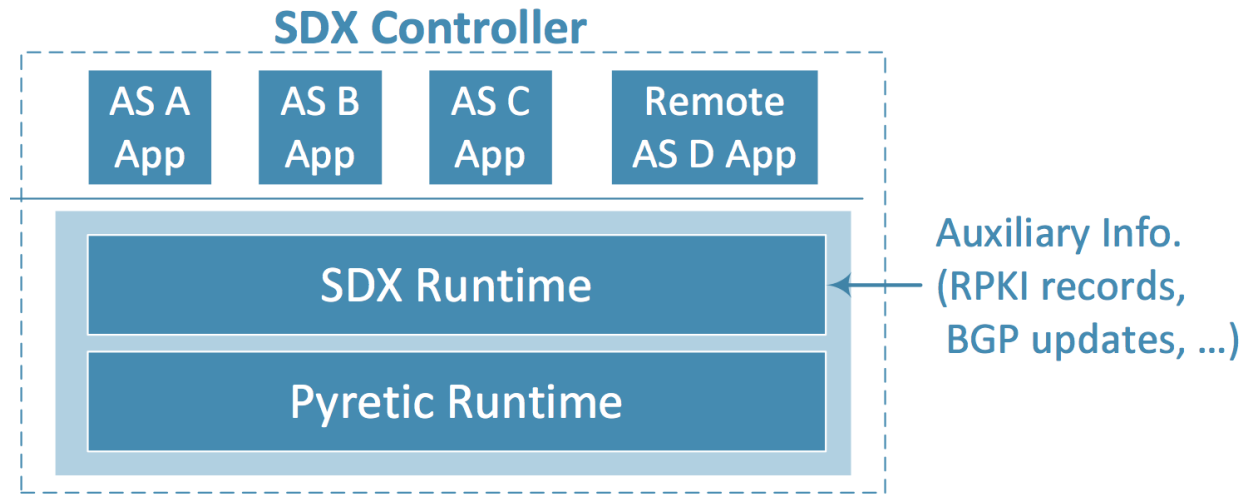 SDX Controller
AS A
App
AS B
App
AS C
App
Remote
AS D App
SDX Runtime
Pyretic Runtime
Auxiliary Info.
(RPKI records,
BGP updates, ...)